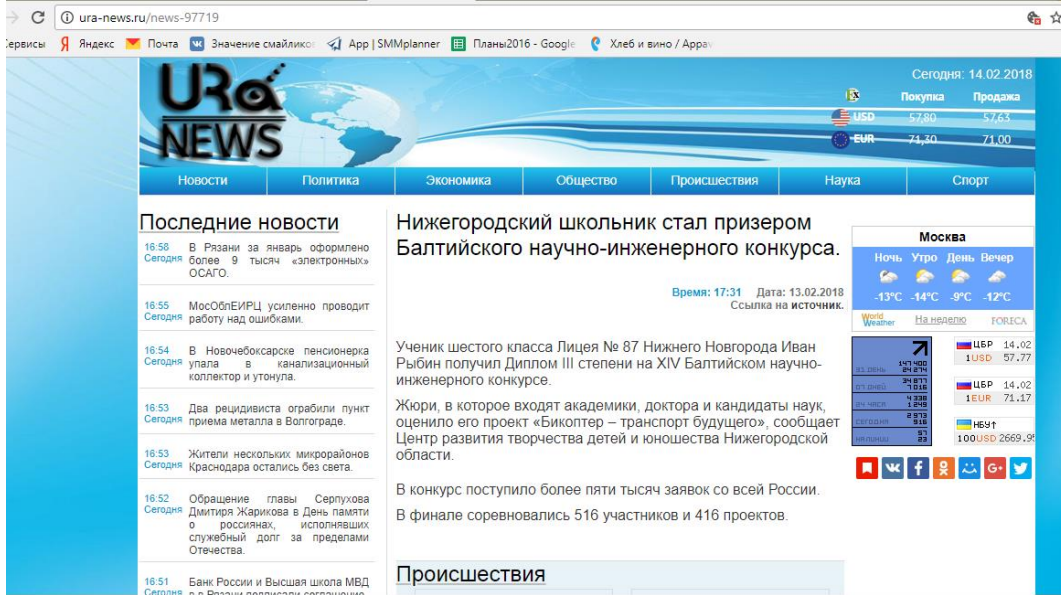 ura-news.ru/news-97719
Сервисы Яндекс Почта Значение смайликов App | SMMplanner Планы2016 - Google Хлеб и вино / Appav
URa
NEWS
Сегодня: 14.02.2018
Ex Покупка Продажа
USD 57,80 57,63
EUR 71,30 71,00
Новости Политика Экономика Общество Происшествия Наука Спорт
Последние новости
16:58 Сегодня
В Рязани за январь оформлено
более 9 тысяч «электронных»
ОСАГО.
16:55 Сегодня
МосОблЕИРЦ усиленно проводит
работу над ошибками.
16:54 Сегодня
В Новочебоксарске пенсионерка
упала в канализационный
коллектор и утонула.
16:53 Сегодня
Два рецидивиста ограбили пункт
приема металла в Волгограде.
16:53 Сегодня
Жители нескольких микрорайонов
Краснодара остались без света.
16:52 Сегодня
Обращение главы Серпухова
Дмитрия Жарикова в День памяти
о россиянах, исполнявших
служебный долг за пределами
Отечества.
16:51 Сегодня
Банк России и Высшая школа МВД
Нижегородский школьник стал призером
Балтийского научно-инженерного конкурса.
Время: 17:31 Дата: 13.02.2018
Ссылка на источник.
Ученик шестого класса Лицея № 87 Нижнего Новгорода Иван
Рыбин получил Диплом III степени на XIV Балтийском научно-
инженерного конкурсе.
Жюри, в которое входят академики, доктора и кандидаты наук,
оценило его проект «Бикоптер – транспорт будущего», сообщает
Центр развития творчества детей и юношества Нижегородской
области.
В конкурс поступило более пяти тысяч заявок со всей России.
В финале соревновались 516 участников и 416 проектов.
Происшествия
Москва
Ночь Утро День Вечер
-13°C -14°C -9°C -12°C
World Weather На неделю FORECA
ЦБР 14.02
1USD 57.77
ЦБР 14.02
1EUR 71.17
НБУ↑
100USD 2669.95